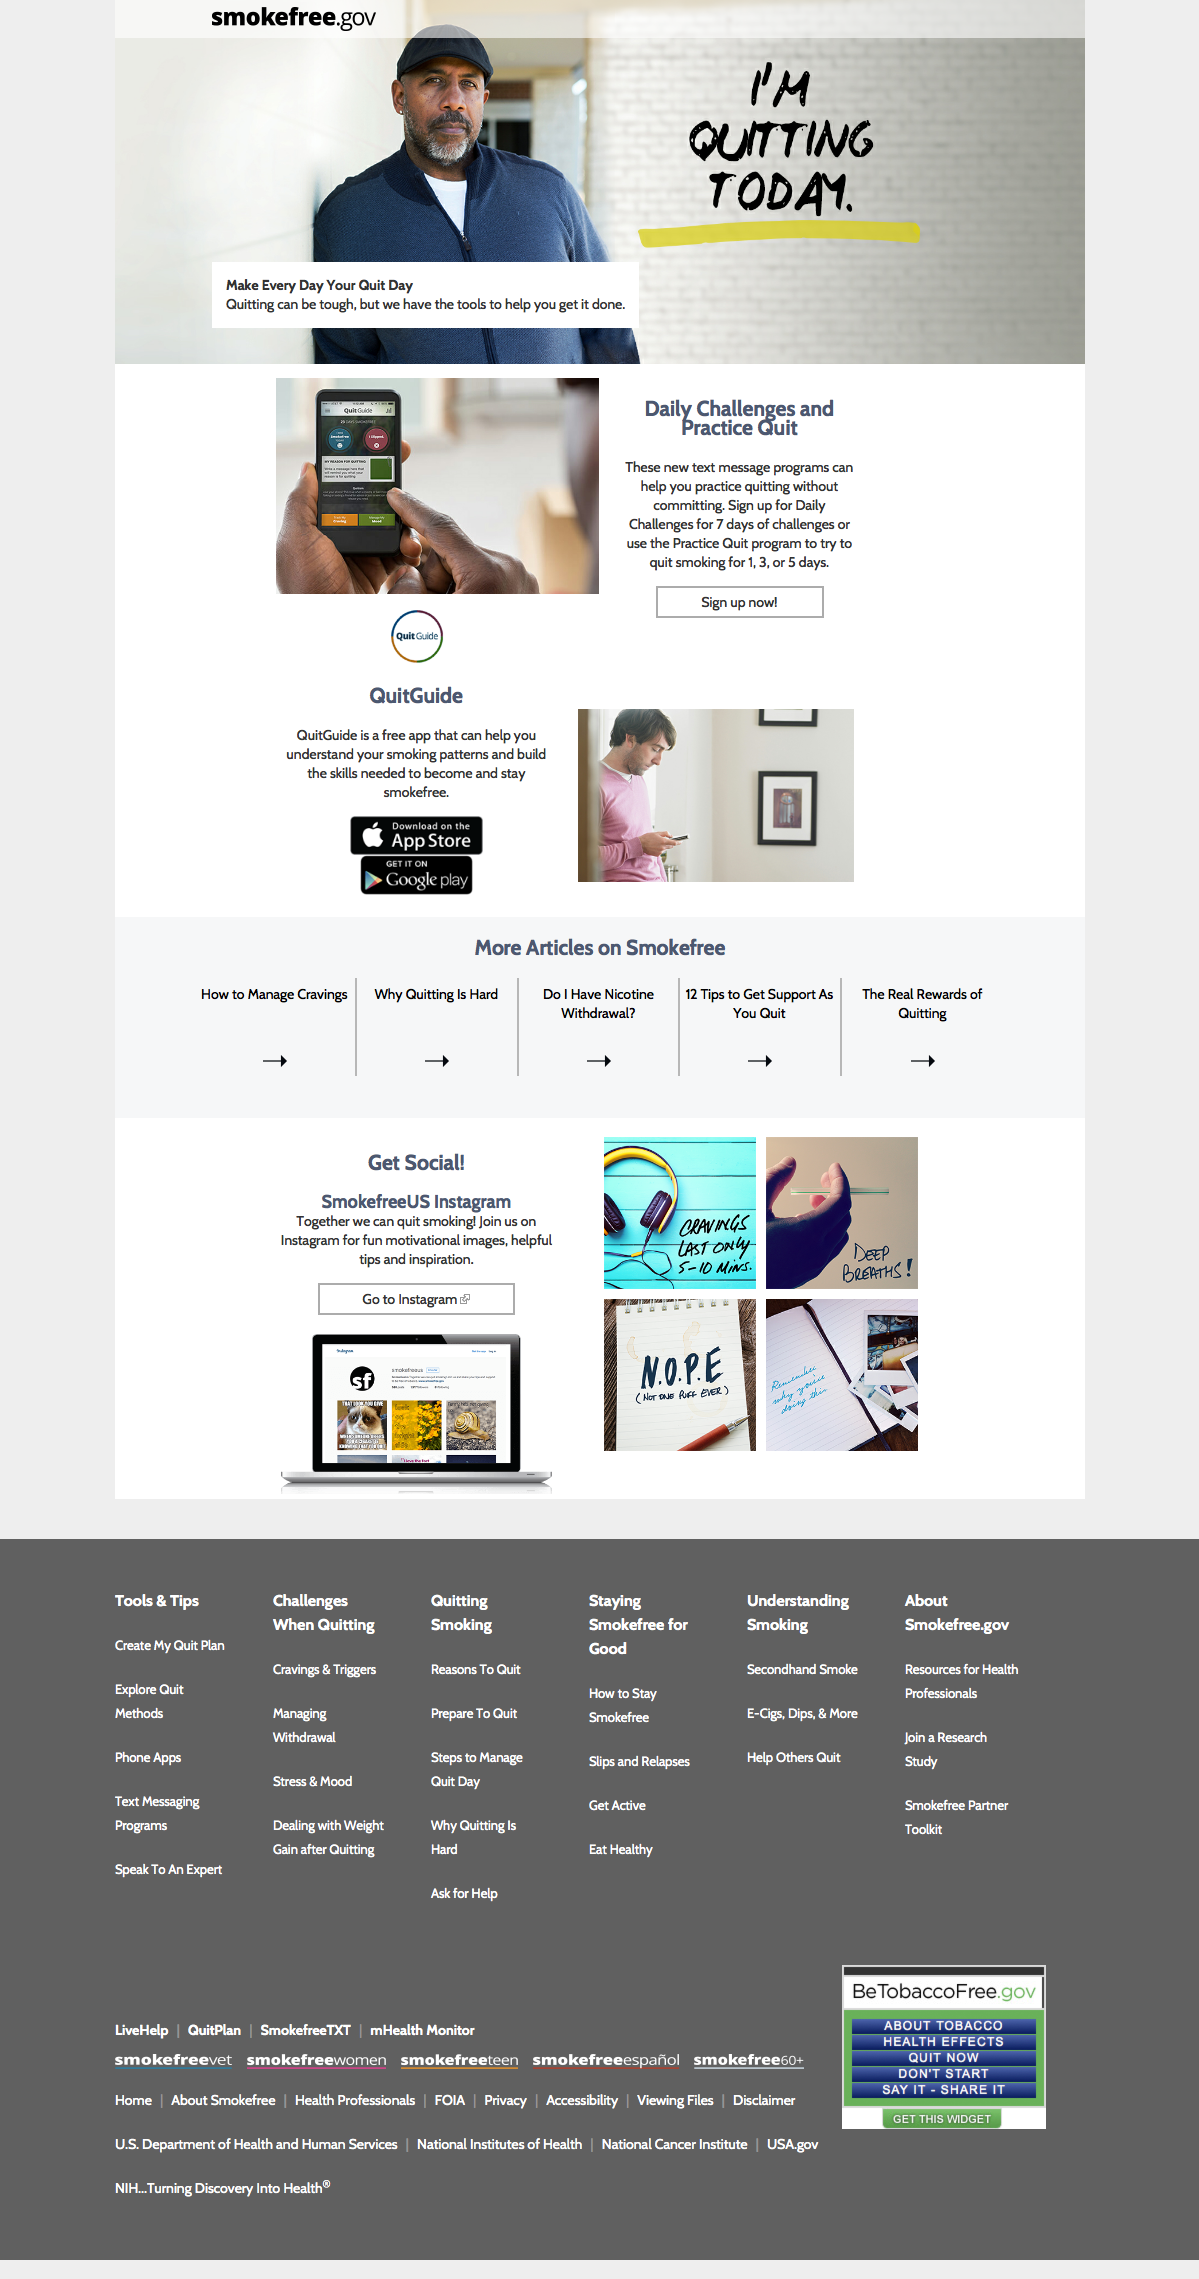 smokefree.gov
I'M
QUITTING
TODAY.
Make Every Day Your Quit Day
Quitting can be tough, but we have the tools to help you get it done.
QuitGuide
Daily Challenges and
Practice Quit
These new text message programs can
help you practice quitting without
committing. Sign up for Daily
Challenges for 7 days of challenges or
use the Practice Quit program to try to
quit smoking for 1, 3, or 5 days.
Sign up now!
QuitGuide
QuitGuide
QuitGuide is a free app that can help you
understand your smoking patterns and build
the skills needed to become and stay
smokefree.
Download on the
App Store
GET IT ON
Google play
More Articles on Smokefree
How to Manage Cravings
Why Quitting Is Hard
Do I Have Nicotine
Withdrawal?
12 Tips to Get Support As
You Quit
The Real Rewards of
Quitting
Get Social!
SmokefreeUS Instagram
Together we can quit smoking! Join us on
Instagram for fun motivational images, helpful
tips and inspiration.
Go to Instagram
smokefreeus
sf
CRAVINGS
LAST ONLY
5-10 MINS.
DEEP
BREATHS!
N.O.P.E
(NOT ONE PUFF EVER)
Remember
why you're
doing this
Tools & Tips
Create My Quit Plan
Explore Quit
Methods
Phone Apps
Text Messaging
Programs
Speak To An Expert
Challenges
When Quitting
Cravings & Triggers
Managing
Withdrawal
Stress & Mood
Dealing with Weight
Gain after Quitting
Quitting
Smoking
Reasons To Quit
Prepare To Quit
Steps to Manage
Quit Day
Why Quitting Is
Hard
Ask for Help
Staying
Smokefree for
Good
How to Stay
Smokefree
Slips and Relapses
Get Active
Eat Healthy
Understanding
Smoking
Secondhand Smoke
E-Cigs, Dips, & More
Help Others Quit
About
Smokefree.gov
Resources for Health
Professionals
Join a Research
Study
Smokefree Partner
Toolkit
LiveHelp | QuitPlan | SmokefreeTXT | mHealth Monitor
smokefreevet smokefreewomen smokefreeteen smokefreeespañol smokefree60+
Home | About Smokefree | Health Professionals | FOIA | Privacy | Accessibility | Viewing Files | Disclaimer
U.S. Department of Health and Human Services | National Institutes of Health | National Cancer Institute | USA.gov
NIH...Turning Discovery Into Health®
BeTobaccoFree.gov
ABOUT TOBACCO
HEALTH EFFECTS
QUIT NOW
DON'T START
SAY IT - SHARE IT
GET THIS WIDGET